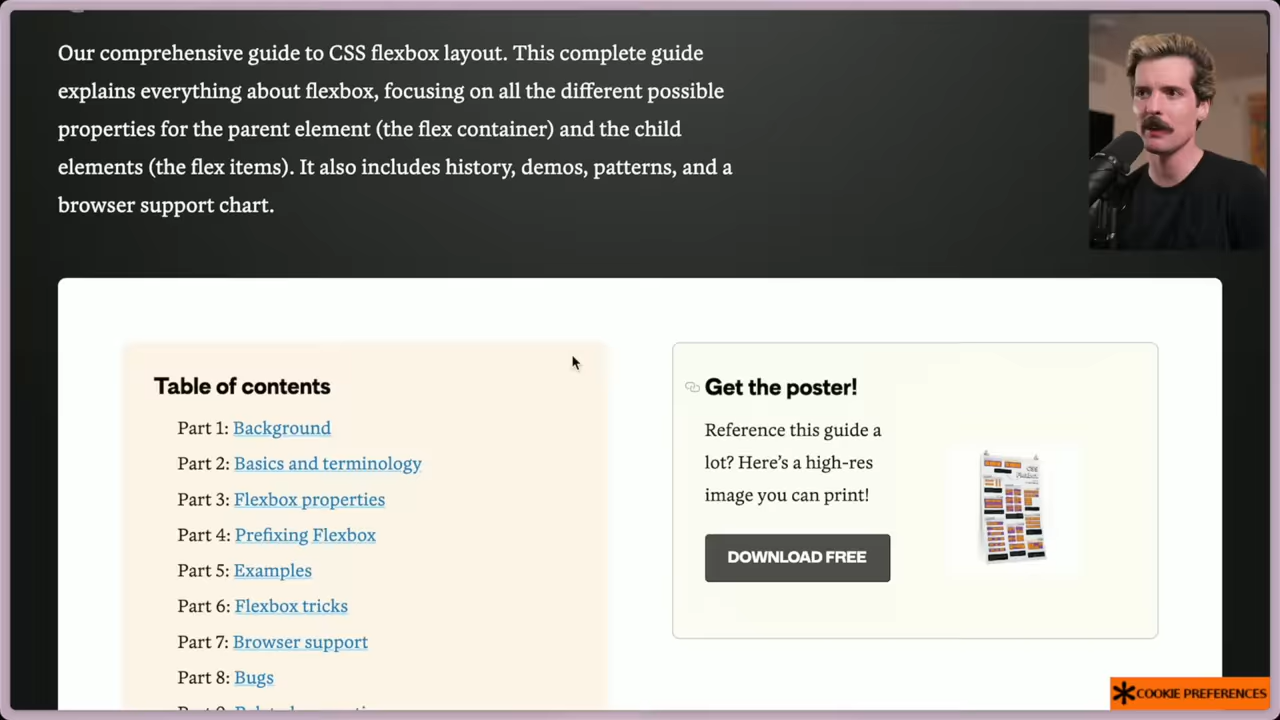 Our comprehensive guide to CSS flexbox layout. This complete guide
explains everything about flexbox, focusing on all the different possible
properties for the parent element (the flex container) and the child
elements (the flex items). It also includes history, demos, patterns, and a
browser support chart.
Table of contents
Part 1: Background
Part 2: Basics and terminology
Part 3: Flexbox properties
Part 4: Prefixing Flexbox
Part 5: Examples
Part 6: Flexbox tricks
Part 7: Browser support
Part 8: Bugs
Get the poster!
Reference this guide a
lot? Here’s a high-res
image you can print!
DOWNLOAD FREE
COOKIE PREFERENCES